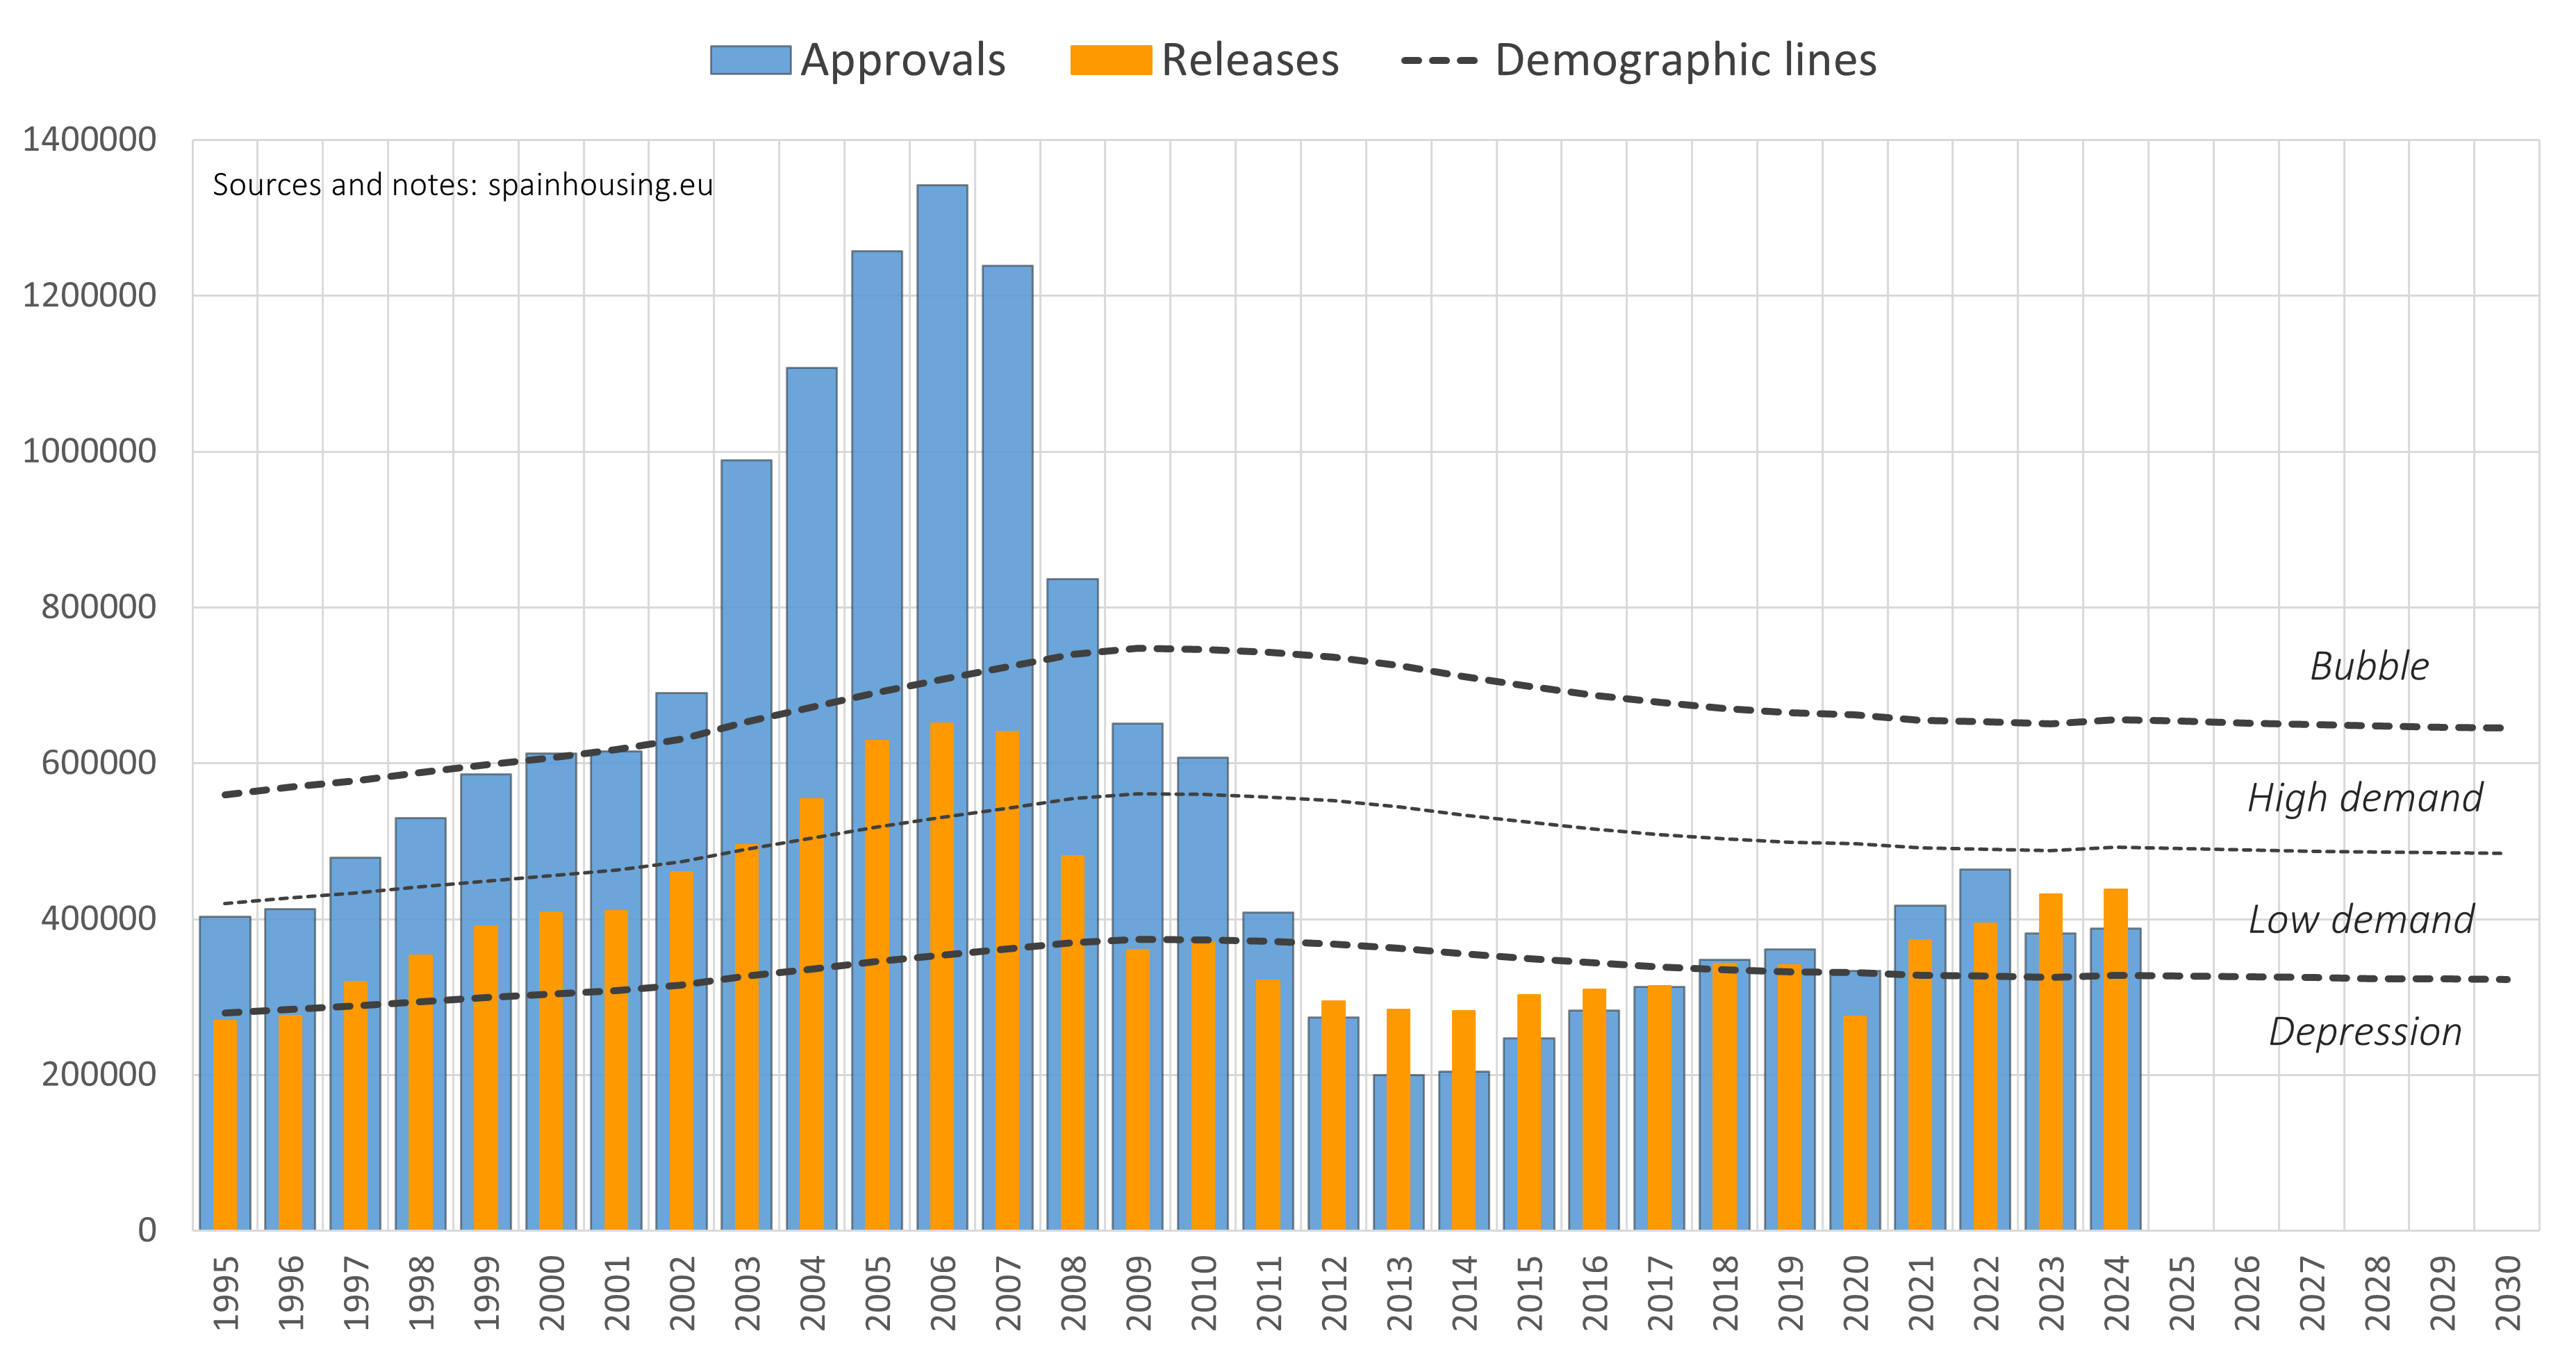 Approvals Releases Demographic lines
1400000
Sources and notes: spainhousing.eu
1200000
1000000
800000
Bubble
600000
High demand
400000
Low demand
Depression
200000
0
1995 1996 1997 1998 1999 2000 2001 2002 2003 2004 2005 2006 2007 2008 2009 2010 2011 2012 2013 2014 2015 2016 2017 2018 2019 2020 2021 2022 2023 2024 2025 2026 2027 2028 2029 2030